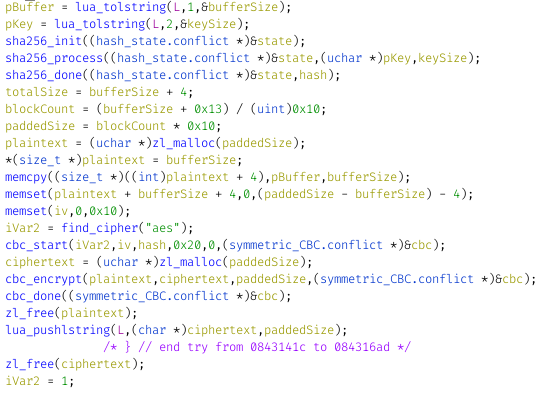 pBuffer = lua_tolstring(L,1,&bufferSize);
pKey = lua_tolstring(L,2,&keySize);
sha256_init((hash_state.conflict *)&state);
sha256_process((hash_state.conflict *)&state,(uchar *)pKey,keySize);
sha256_done((hash_state.conflict *)&state,hash);
totalSize = bufferSize + 4;
blockCount = (bufferSize + 0x13) / (uint)0x10;
paddedSize = blockCount * 0x10;
plaintext = (uchar *)zl_malloc(paddedSize);
*(size_t *)plaintext = bufferSize;
memcpy((size_t *)((int)plaintext + 4),pBuffer,bufferSize);
memset(plaintext + bufferSize + 4,0,(paddedSize - bufferSize) - 4);
memset(iv,0,0x10);
iVar2 = find_cipher("aes");
cbc_start(iVar2,iv,hash,0x20,0,(symmetric_CBC.conflict *)&cbc);
ciphertext = (uchar *)zl_malloc(paddedSize);
cbc_encrypt(plaintext,ciphertext,paddedSize,(symmetric_CBC.conflict *)&cbc);
cbc_done((symmetric_CBC.conflict *)&cbc);
zl_free(plaintext);
lua_pushlstring(L,(char *)ciphertext,paddedSize);
/* } // end try from 0843141c to 084316ad */
zl_free(ciphertext);
iVar2 = 1;